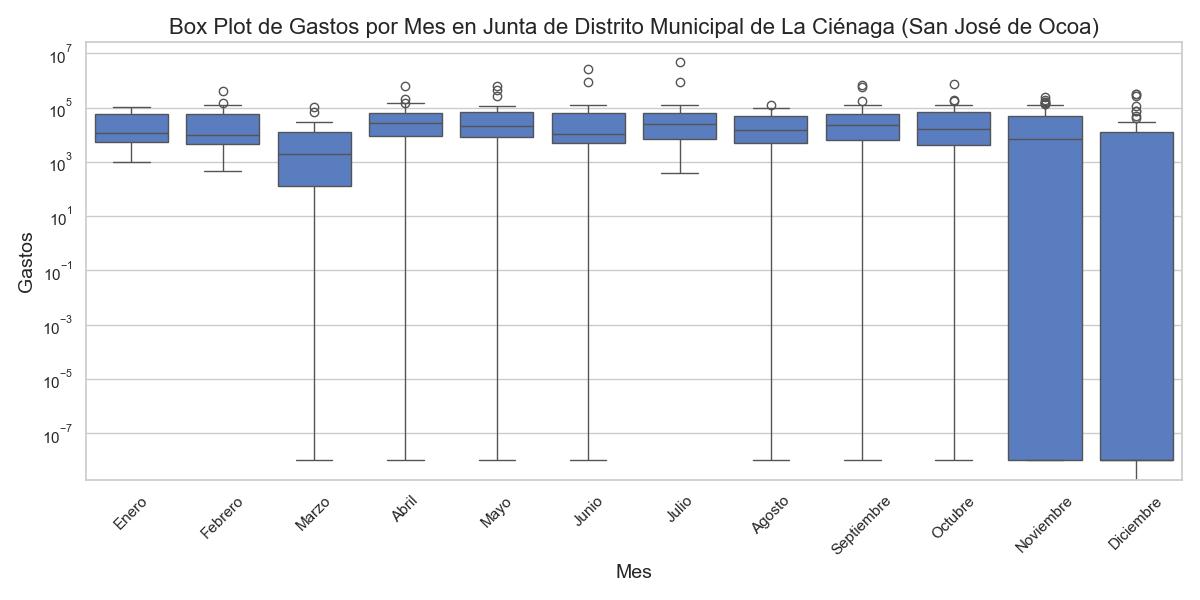 Box Plot de Gastos por Mes en Junta de Distrito Municipal de La Ciénaga (San José de Ocoa)
Gastos
10^7
10^5
10^3
10^1
10^−1
10^−3
10^−5
10^−7
Enero
Febrero
Marzo
Abril
Mayo
Junio
Julio
Agosto
Septiembre
Octubre
Noviembre
Diciembre
Mes